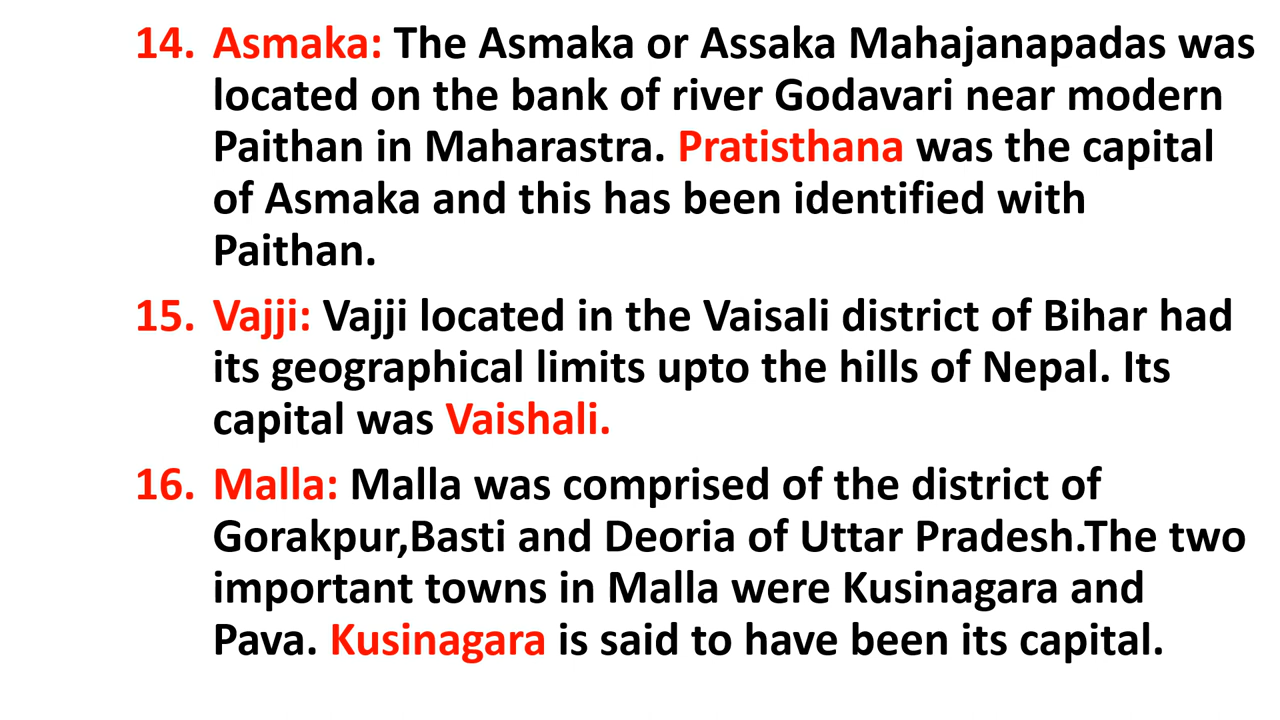 14. Asmaka: The Asmaka or Assaka Mahajanapadas was
located on the bank of river Godavari near modern
Paithan in Maharastra. Pratisthana was the capital
of Asmaka and this has been identified with
Paithan.
15. Vajji: Vajji located in the Vaisali district of Bihar had
its geographical limits upto the hills of Nepal. Its
capital was Vaishali.
16. Malla: Malla was comprised of the district of
Gorakpur,Basti and Deoria of Uttar Pradesh.The two
important towns in Malla were Kusinagara and
Pava. Kusinagara is said to have been its capital.